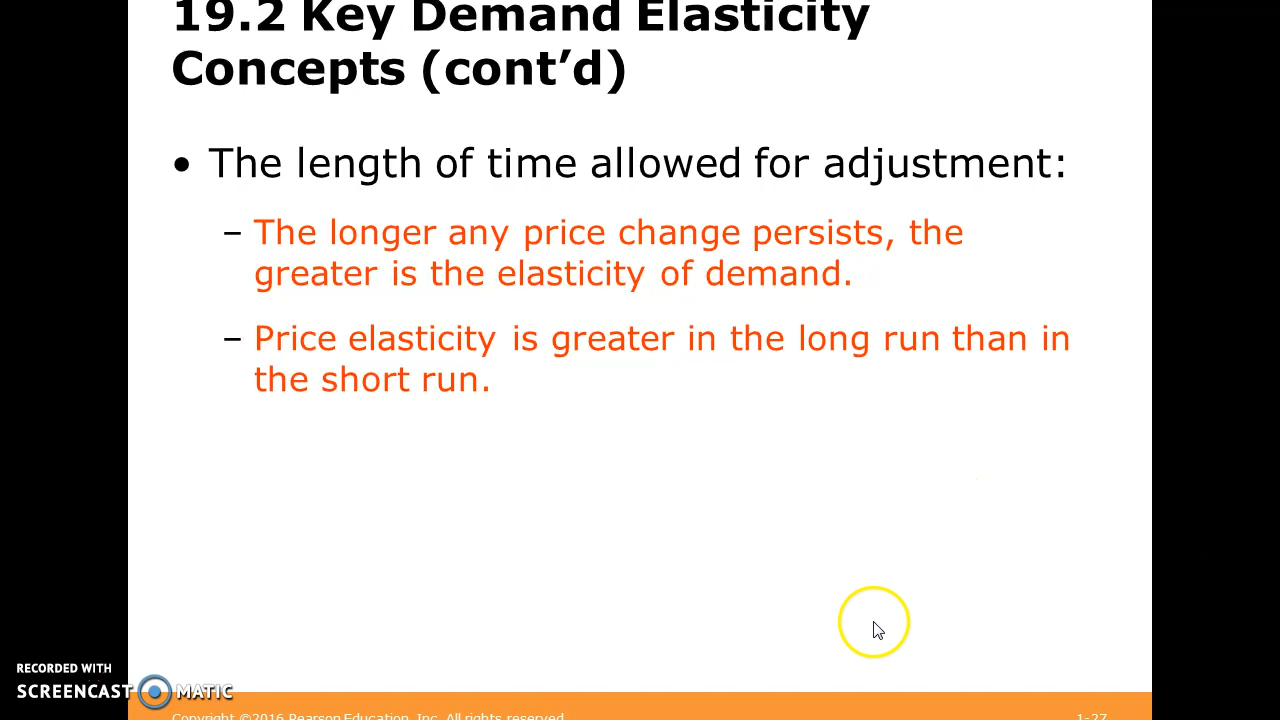 19.2 Key Demand Elasticity
Concepts (cont’d)
• The length of time allowed for adjustment:
– The longer any price change persists, the
greater is the elasticity of demand.
– Price elasticity is greater in the long run than in
the short run.
RECORDED WITH
SCREENCAST MATIC
Copyright ©2016 Pearson Education, Inc. All rights reserved.
1-27